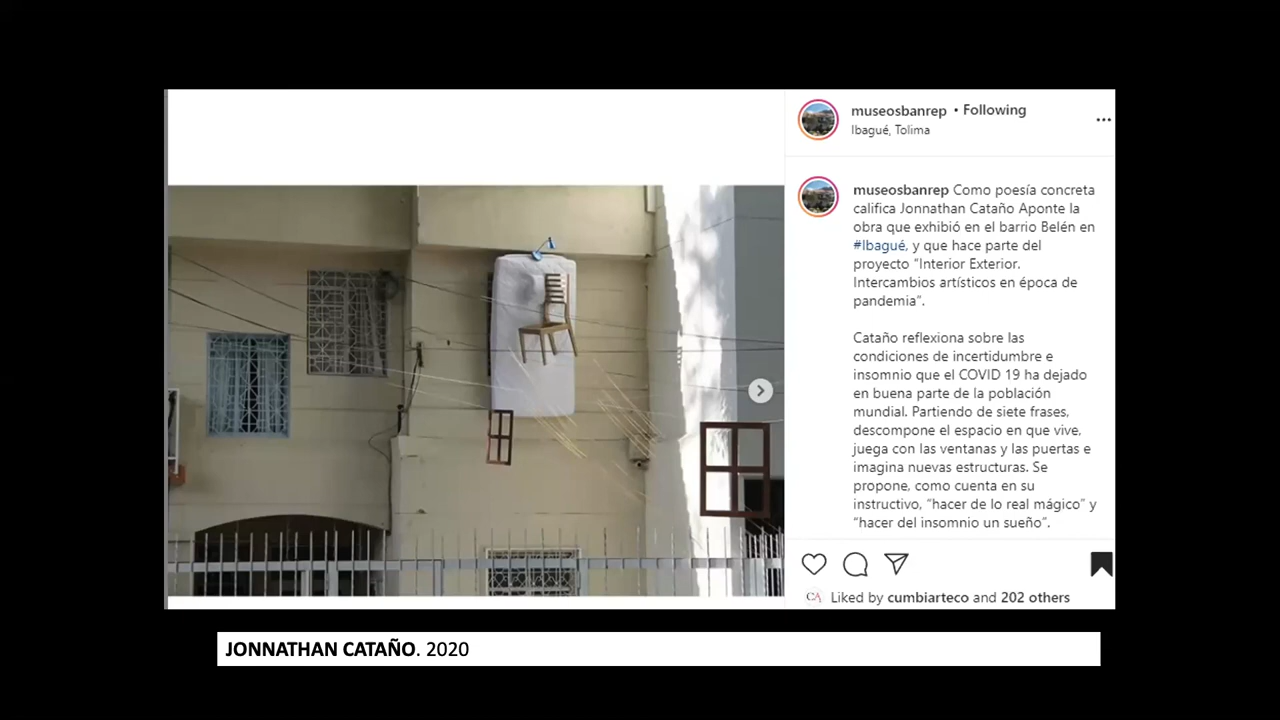 museosbanrep • Following
Ibagué, Tolima
museosbanrep Como poesía concreta
califica Jonnathan Cataño Aponte la
obra que exhibió en el barrio Belén en
#Ibagué, y que hace parte del
proyecto “Interior Exterior.
Intercambios artísticos en época de
pandemia”.
Cataño reflexiona sobre las
condiciones de incertidumbre e
insomnio que el COVID 19 ha dejado
en buena parte de la población
mundial. Partiendo de siete frases,
descompone el espacio en que vive,
juega con las ventanas y las puertas e
imagina nuevas estructuras. Se
propone, como cuenta en su
instructivo, “hacer de lo real mágico” y
“hacer del insomnio un sueño”.
CA Liked by cumbiarteco and 202 others
JONNATHAN CATAÑO. 2020